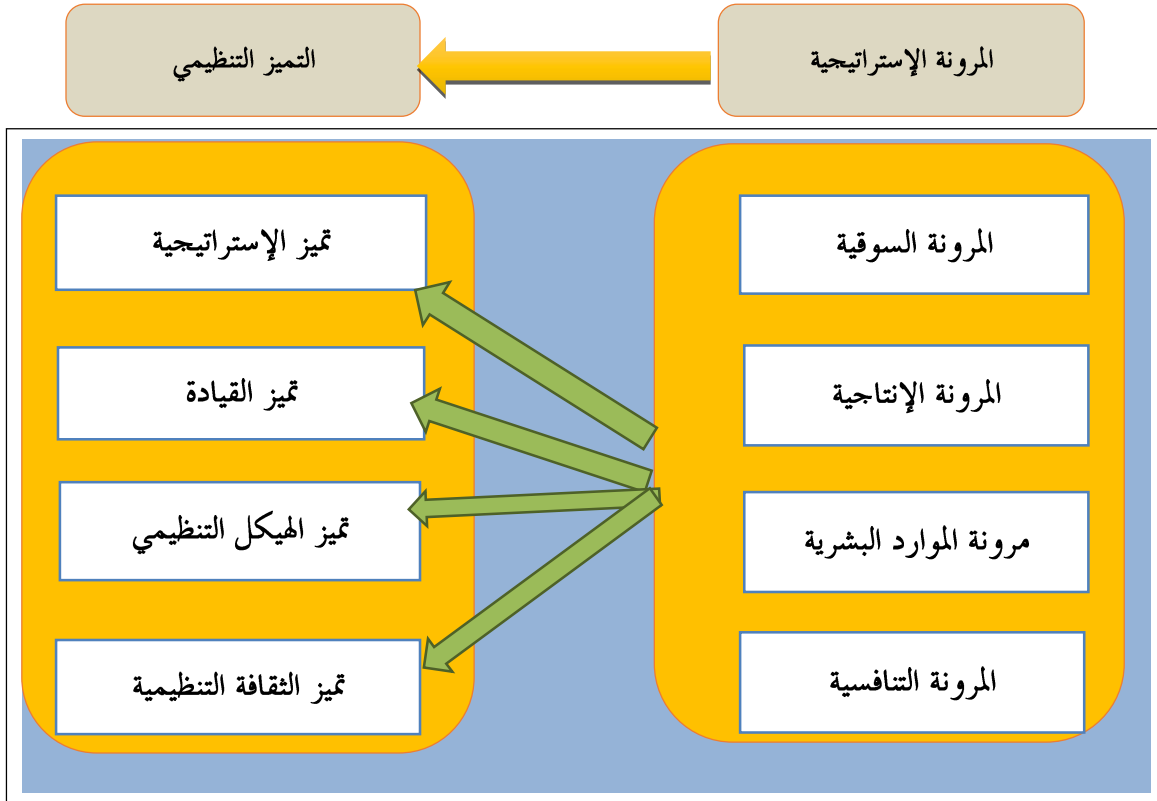 المرونة الإستراتيجية
التميز التنظيمي
المرونة السوقية
المرونة الإنتاجية
مرونة الموارد البشرية
المرونة التنافسية
تميز الإستراتيجية
تميز القيادة
تميز الهيكل التنظيمي
تميز الثقافة التنظيمية